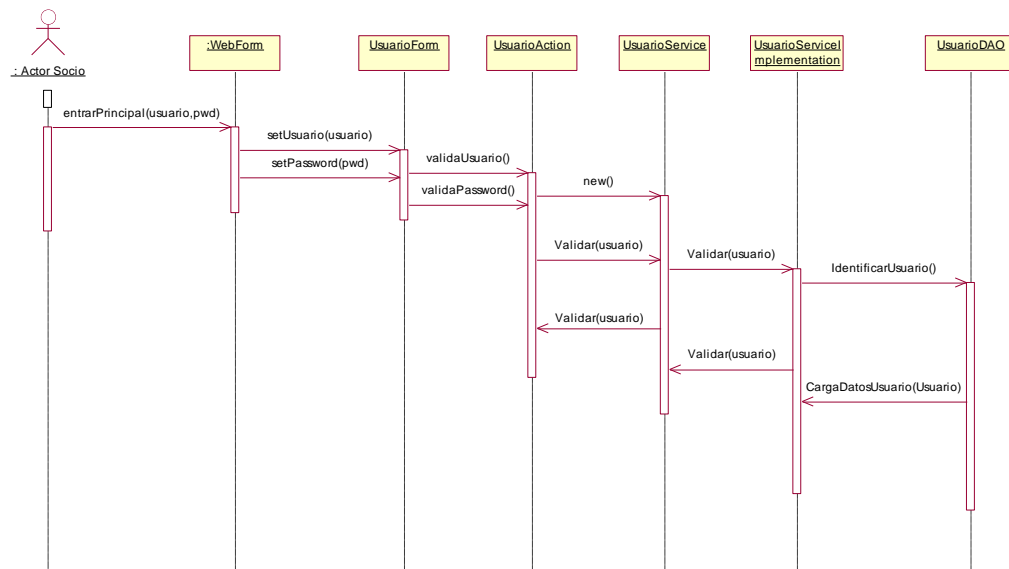 : Actor Socio
:WebForm
UsuarioForm
UsuarioAction
UsuarioService
UsuarioServiceI
mplementation
UsuarioDAO
entrarPrincipal(usuario,pwd)
setUsuario(usuario)
setPassword(pwd)
validaUsuario()
validaPassword()
new()
Validar(usuario)
Validar(usuario)
IdentificarUsuario()
Validar(usuario)
Validar(usuario)
CargaDatosUsuario(Usuario)